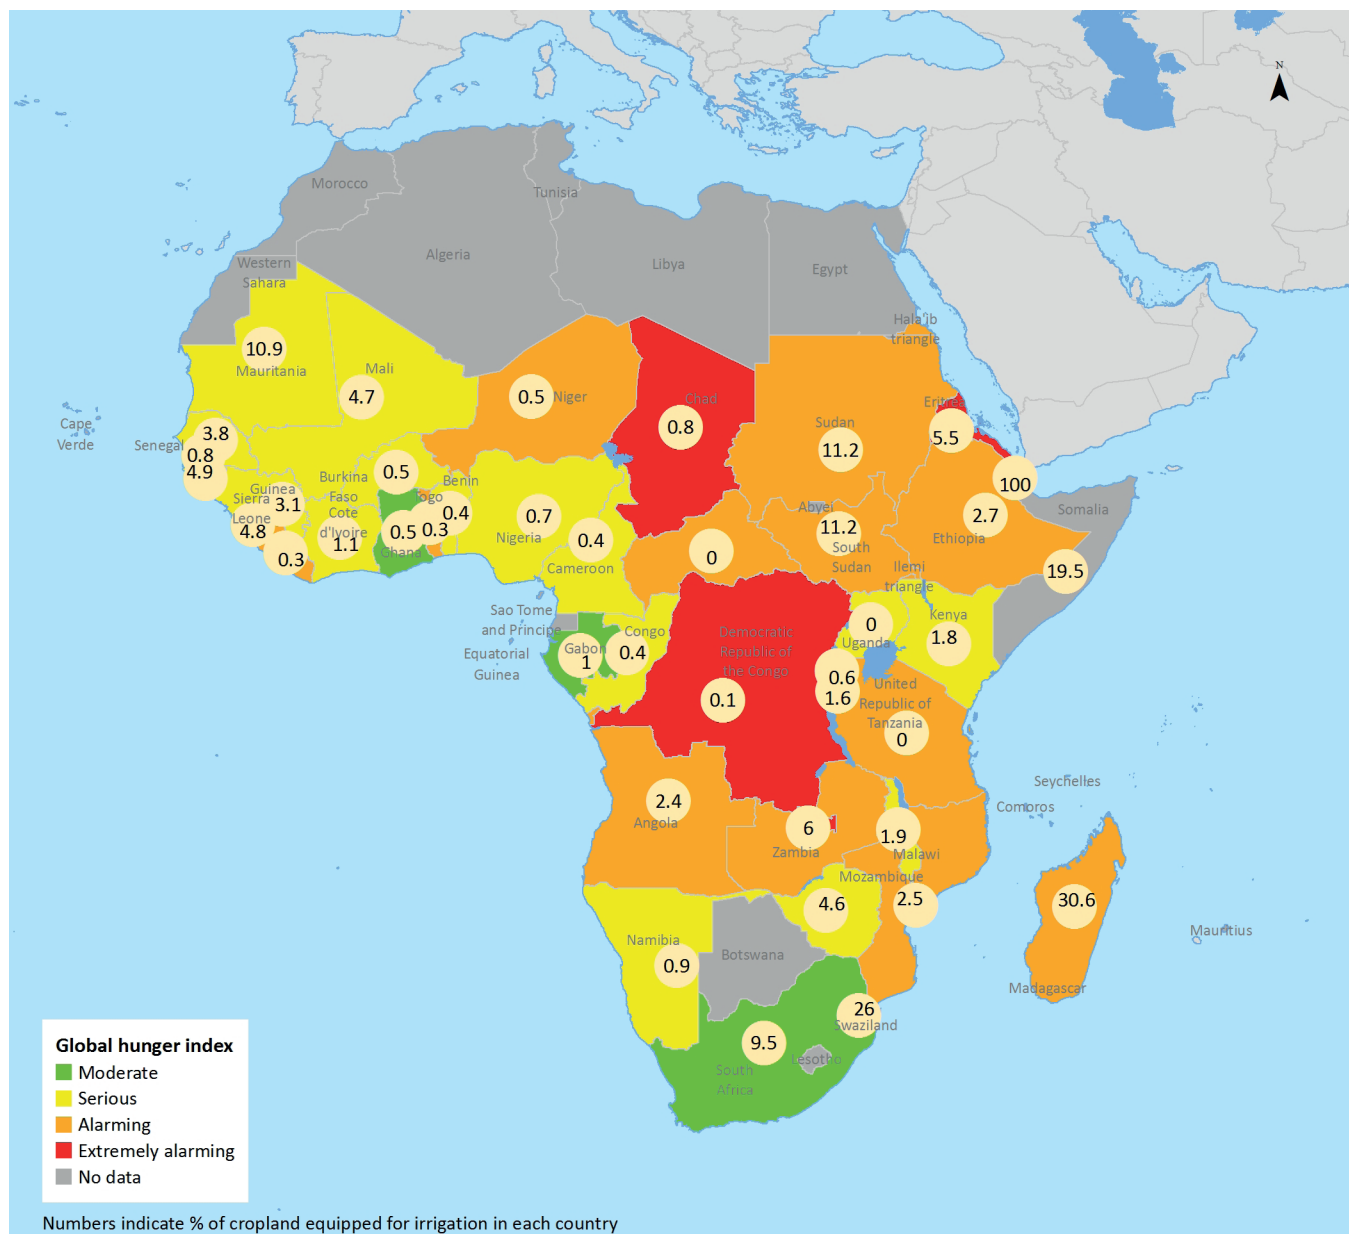 N
Morocco
Tunisia
Algeria
Libya
Egypt
Western
Sahara
Hala'ib
triangle
10.9
Mauritania
Mali
4.7
0.5
Niger
Chad
0.8
Eritrea
5.5
Sudan
11.2
Cape
Verde
Senegal
3.8
0.8
4.9
Burkina
Faso
0.5
Benin
Togo
0.4
100
Guinea
3.1
Sierra
Leone
4.8
Cote
d'Ivoire
1.1
0.3
0.5
0.3
Ghana
0.7
Nigeria
0.4
Cameroon
0
Abyei
11.2
South
Sudan
2.7
Ethiopia
Somalia
19.5
Ilemi
triangle
Sao Tome
and Principe
Equatorial
Guinea
Gabon
1
Congo
0.4
Democratic
Republic of
the Congo
0.1
0
Uganda
Kenya
1.8
0.6
1.6
United
Republic of
Tanzania
0
Seychelles
Comoros
2.4
Angola
6
Zambia
1.9
Malawi
Mozambique
2.5
4.6
30.6
Madagascar
Mauritius
Namibia
0.9
Botswana
26
Swaziland
9.5
Lesotho
South
Africa
Global hunger index
Moderate
Serious
Alarming
Extremely alarming
No data
Numbers indicate % of cropland equipped for irrigation in each country